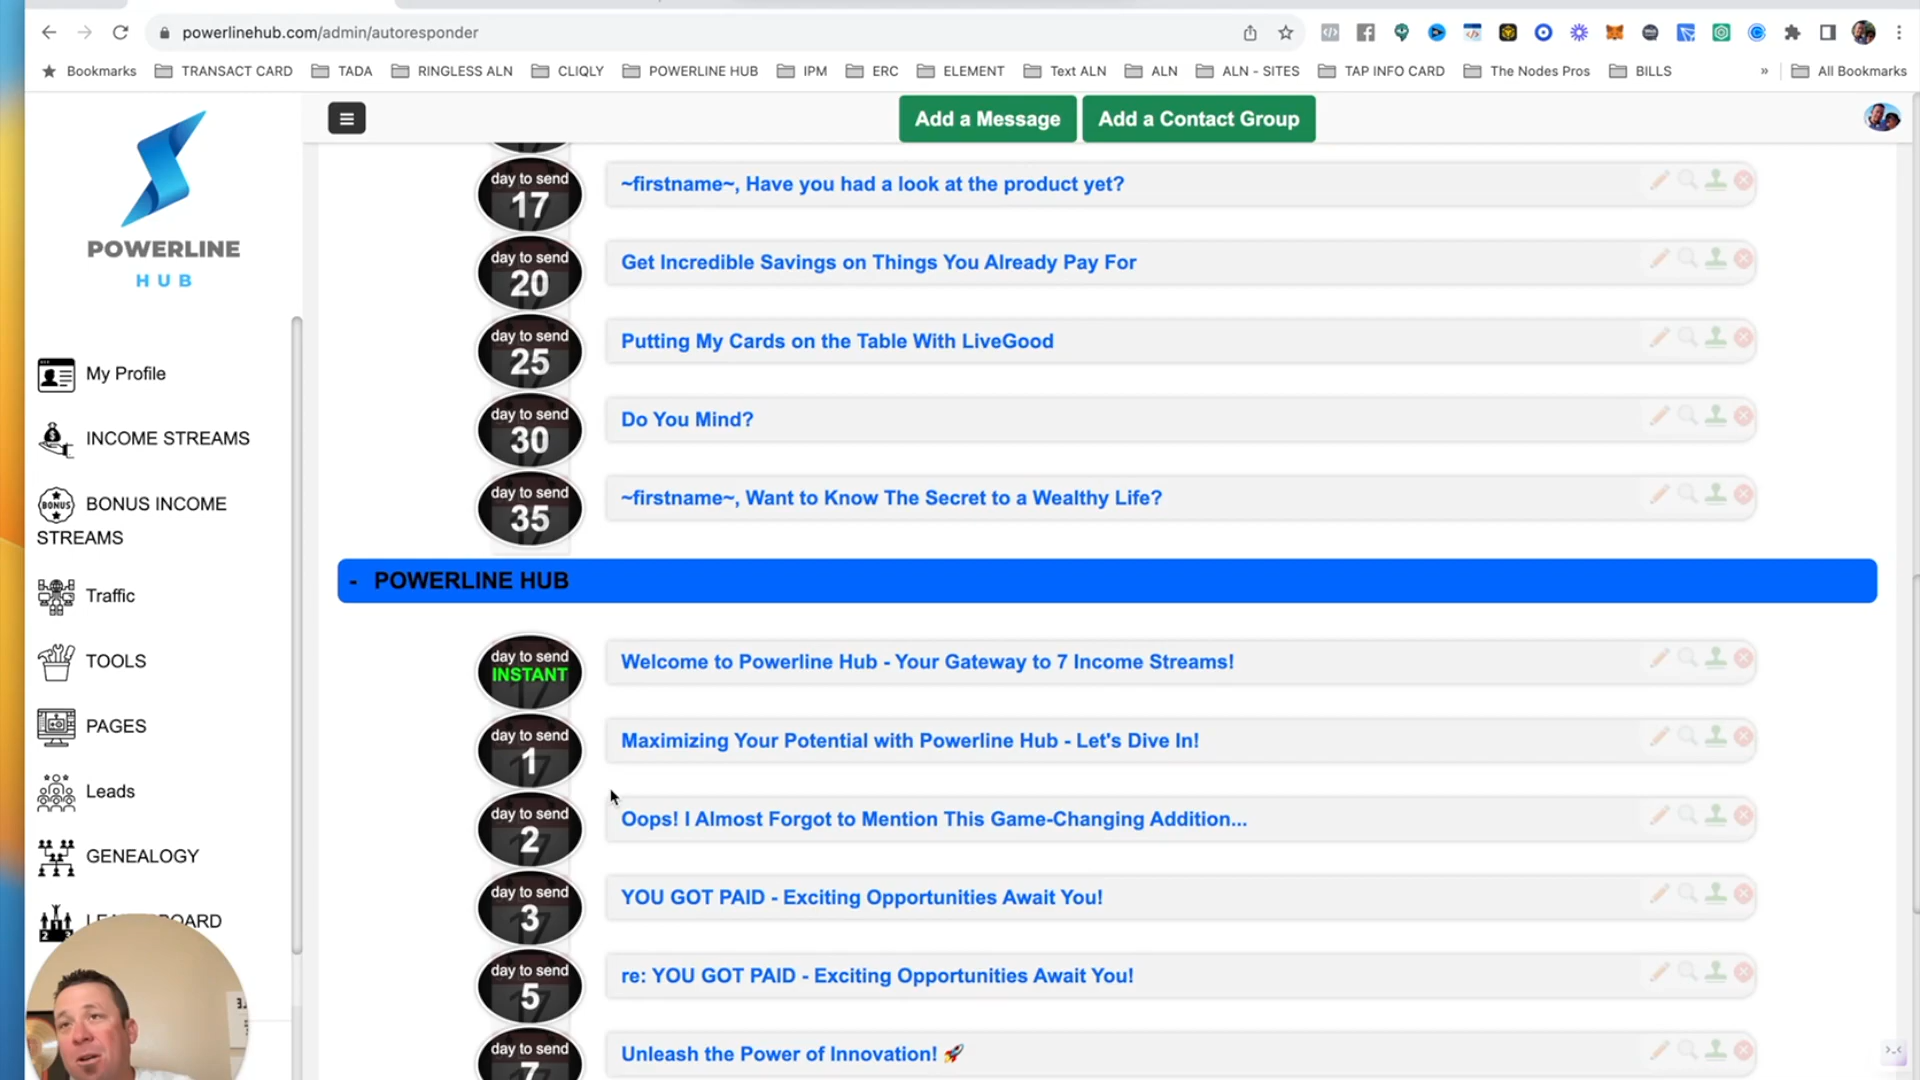 powerlinehub.com/admin/autoresponder
Bookmarks TRANSACT CARD TADA RINGLESS ALN CLIQLY POWERLINE HUB IPM ERC ELEMENT Text ALN ALN ALN - SITES TAP INFO CARD The Nodes Pros BILLS » All Bookmarks
POWERLINE
HUB
Add a Message Add a Contact Group
My Profile
INCOME STREAMS
BONUS
BONUS INCOME
STREAMS
Traffic
TOOLS
PAGES
Leads
GENEALOGY
day to send
17
~firstname~, Have you had a look at the product yet?
day to send
20
Get Incredible Savings on Things You Already Pay For
day to send
25
Putting My Cards on the Table With LiveGood
day to send
30
Do You Mind?
day to send
35
~firstname~, Want to Know The Secret to a Wealthy Life?
- POWERLINE HUB
day to send
INSTANT
Welcome to Powerline Hub - Your Gateway to 7 Income Streams!
day to send
1
Maximizing Your Potential with Powerline Hub - Let's Dive In!
day to send
2
Oops! I Almost Forgot to Mention This Game-Changing Addition...
day to send
3
YOU GOT PAID - Exciting Opportunities Await You!
day to send
5
re: YOU GOT PAID - Exciting Opportunities Await You!
day to send
7
Unleash the Power of Innovation! 🚀